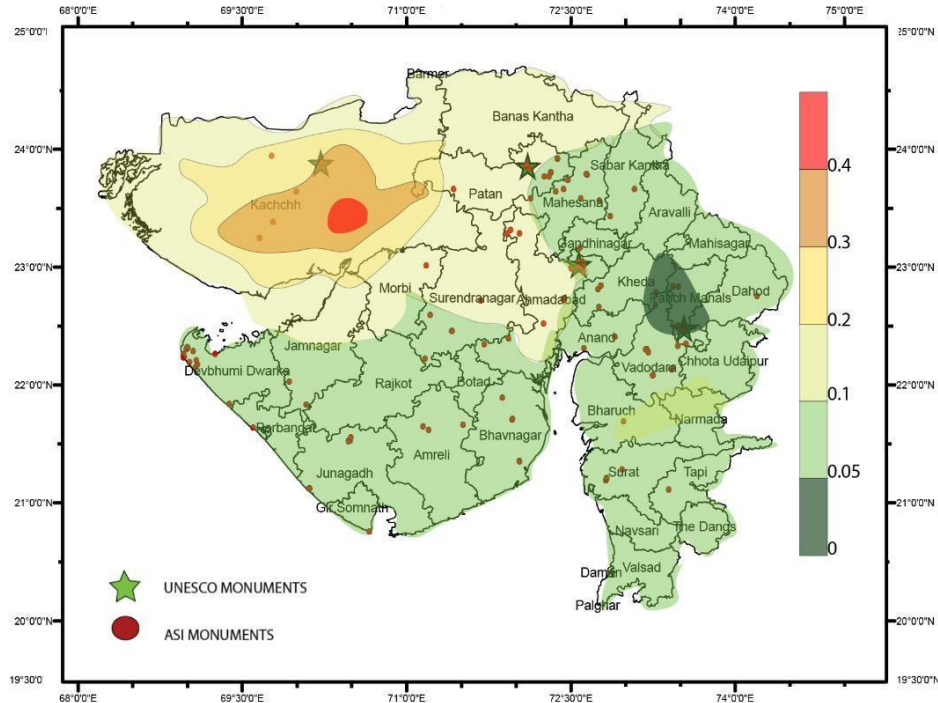 68°0'0"E 69°30'0"E 71°0'0"E 72°30'0"E 74°0'0"E 75°0'0"E
25°0'0"N 25°0'0"N
Barmer
Banas Kantha
24°0'0"N 24°0'0"N
Sabar Kantha
0.4
Patan
Mahesana
Kachchh
Aravalli
0.3
Gandhinagar
Mahisagar
23°0'0"N 23°0'0"N
Morbi
Kheda
Surendranagar
Ahmadabad
Panch Mahals
Dahod
0.2
Jamnagar
Anand
Devbhumi Dwarka
Vadodara
Chhota Udaipur
22°0'0"N 22°0'0"N
Rajkot
Botad
0.1
Porbandar
Bharuch
Narmada
Bhavnagar
Amreli
Junagadh
Surat
Tapi
0.05
21°0'0"N 21°0'0"N
Gir Somnath
Navsari
The Dangs
0
Daman
Valsad
UNESCO MONUMENTS
Palghar
20°0'0"N 20°0'0"N
ASI MONUMENTS
19°30'0"N 19°30'0"
68°0'0"E 69°30'0"E 71°0'0"E 72°30'0"E 74°0'0"E